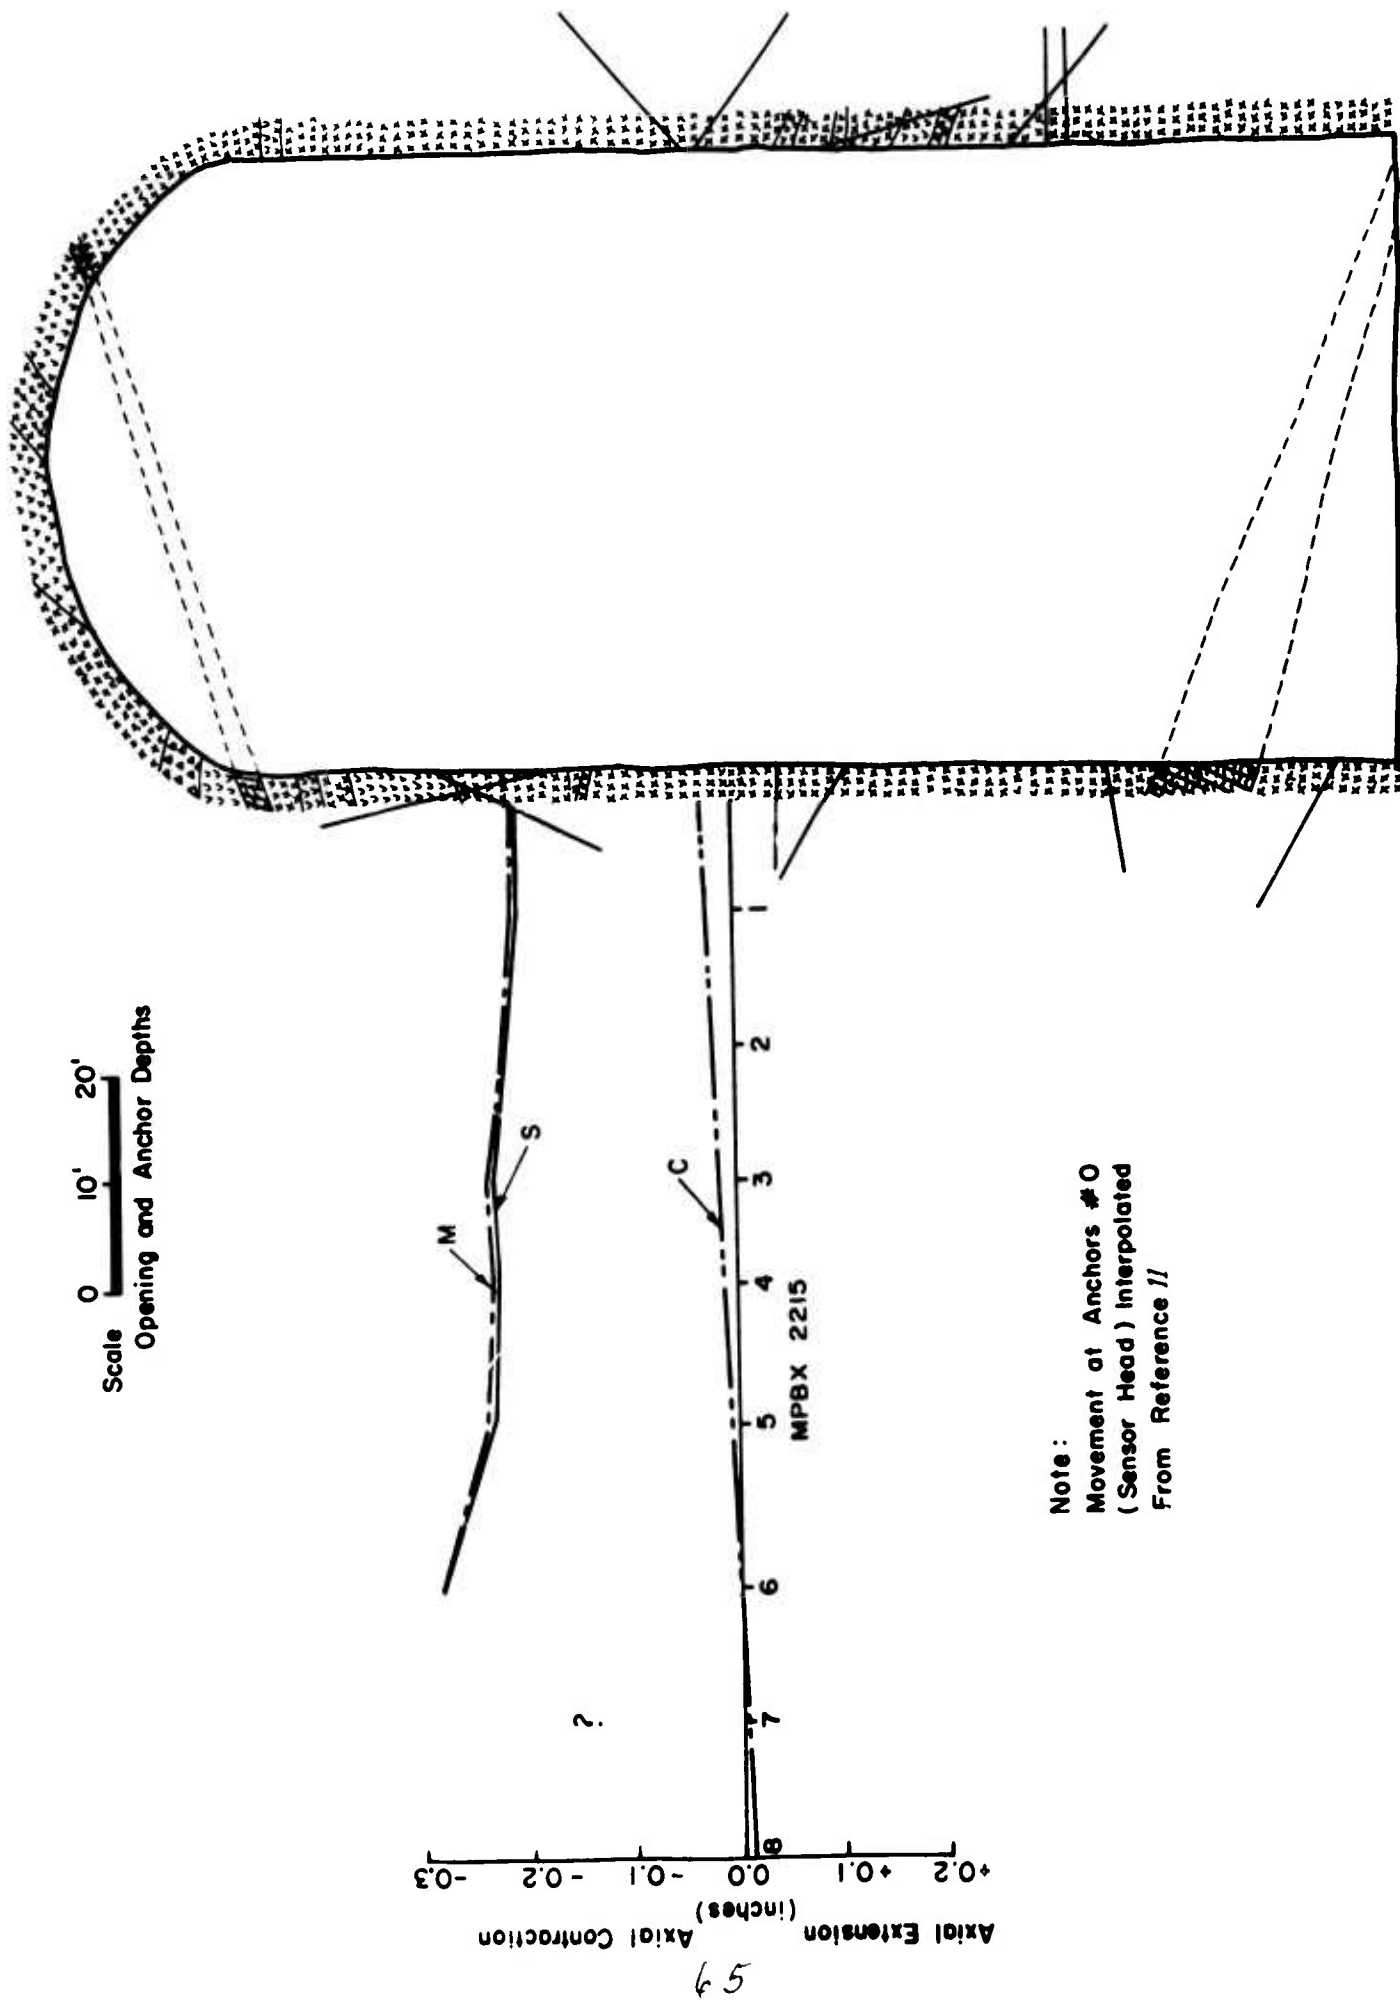 Scale
0 10' 20'
Opening and Anchor Depths
M
S
C
1
2
3
4
5
6
7
8
MPBX 2215
?
-0.3
-0.2
-0.1
0.0
+0.1
+0.2
Axial Extension
Axial Contraction
(inches)
Note:
Movement at Anchors #0
(Sensor Head) Interpolated
From Reference 11
65